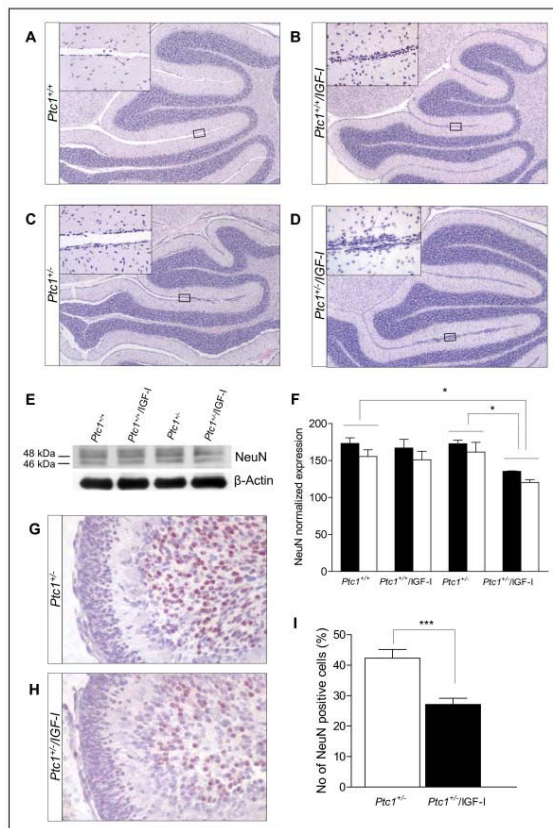 A
Ptc1+/+
B
Ptc1+/+/IGF-I
C
Ptc1+/-
D
Ptc1+/-/IGF-I
E
Ptc1+/+
Ptc1+/+/IGF-I
Ptc1+/-
Ptc1+/-/IGF-I
48 kDa
46 kDa
NeuN
β-Actin
F
*
*
NeuN normalized expression
200
150
100
50
0
Ptc1+/+
Ptc1+/+/IGF-I
Ptc1+/-
Ptc1+/-/IGF-I
G
Ptc1+/-
H
Ptc1+/-/IGF-I
I
***
No of NeuN positive cells (%)
50
40
30
20
10
0
Ptc1+/-
Ptc1+/-/IGF-I